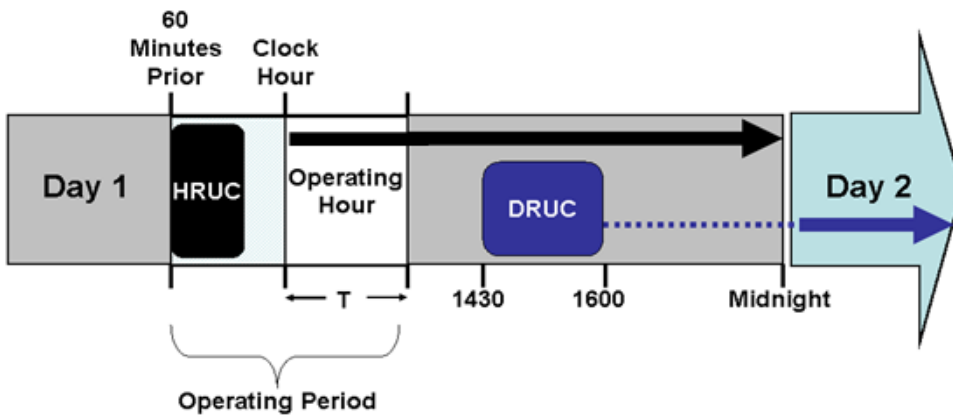 60
Minutes
Prior
Clock
Hour
Day 1
HRUC
Operating
Hour
DRUC
Day 2
T
1430
1600
Midnight
Operating Period